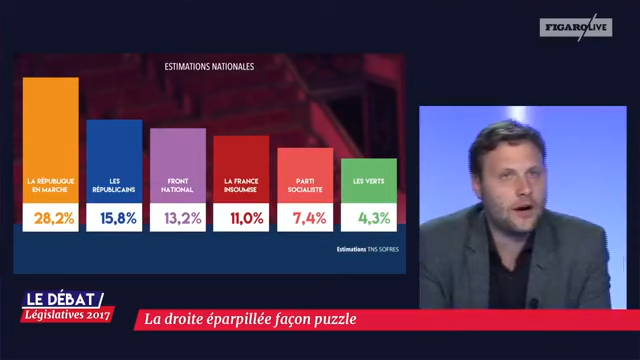 FIGARO LIVE
ESTIMATIONS NATIONALES
LA RÉPUBLIQUE
EN MARCHE
28,2%
LES
RÉPUBLICAINS
15,8%
FRONT
NATIONAL
13,2%
LA FRANCE
INSOUMISE
11,0%
PARTI
SOCIALISTE
7,4%
LES VERTS
4,3%
Estimations TNS SOFRES
LE DÉBAT/
Législatives 2017
La droite éparpillée façon puzzle